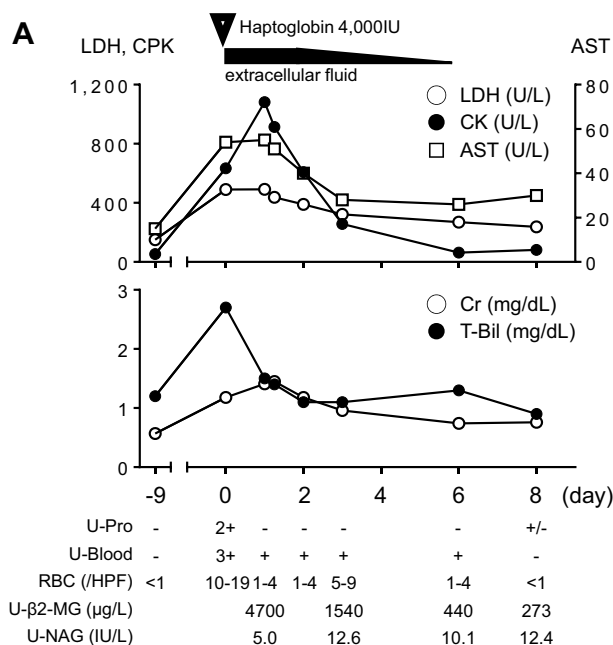 A
Haptoglobin 4,000IU
LDH, CPK
AST
extracellular fluid
1,200
800
400
0
80
60
40
20
0
LDH (U/L)
CK (U/L)
AST (U/L)
3
2
1
0
Cr (mg/dL)
T-Bil (mg/dL)
-9 0 2 4 6 8 (day)
U-Pro - 2+ - - - - +/-
U-Blood - 3+ + + + + -
RBC (/HPF) <1 10-19 1-4 1-4 5-9 1-4 <1
U-β2-MG (μg/L) 4700 1540 440 273
U-NAG (IU/L) 5.0 12.6 10.1 12.4